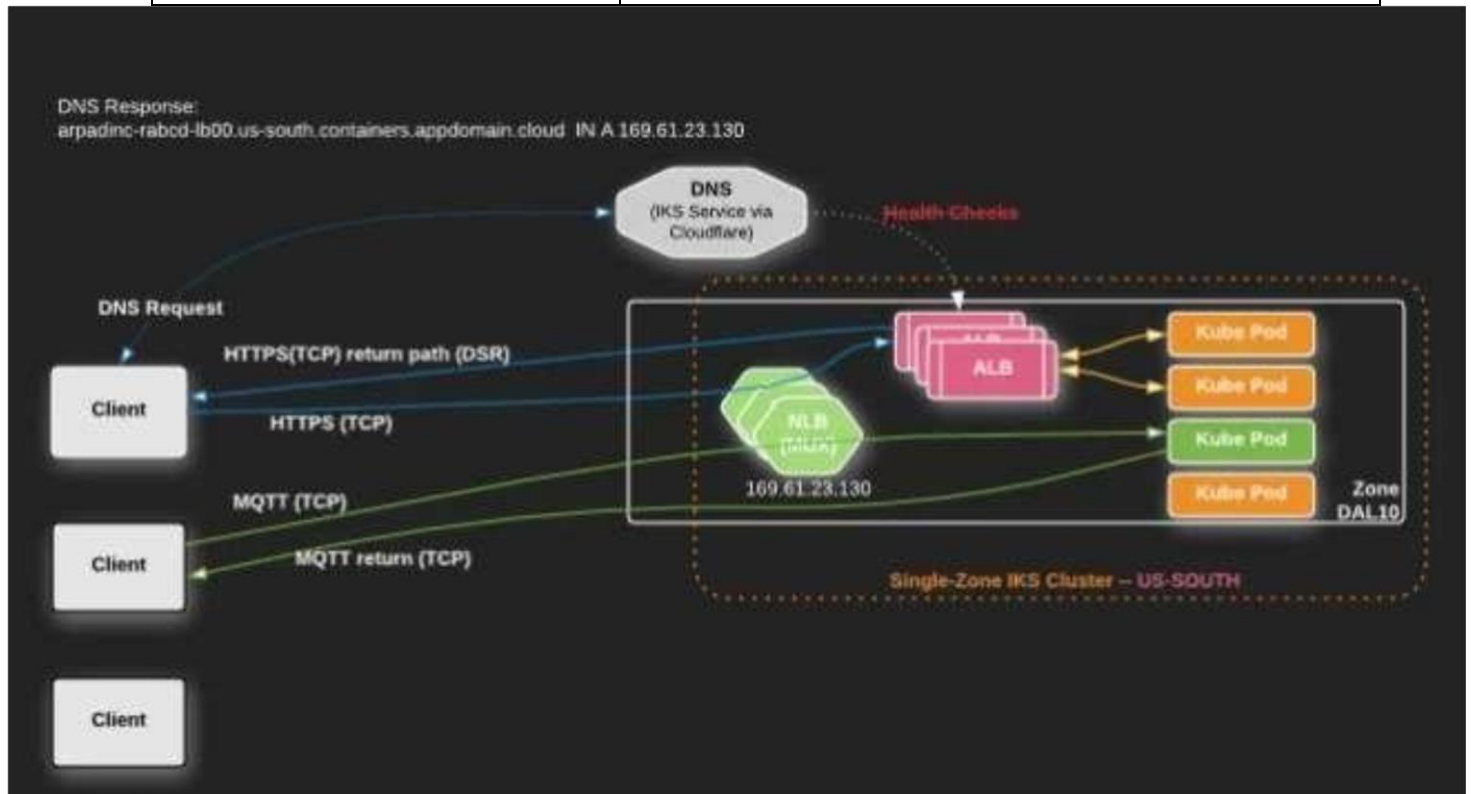 DNS Response:
arpadinc-rabcd-lb00.us-south.containers.appdomain.cloud IN A 169.61.23.130
DNS
(IKS Service via
Cloudflare)
Health Checks
DNS Request
HTTPS(TCP) return path (DSR)
Client
HTTPS (TCP)
ALB
ALB
Kube Pod
Kube Pod
Kube Pod
Kube Pod
NLB
(MUX)
169.61.23.130
Zone
DAL10
MQTT (TCP)
Client
MQTT return (TCP)
Single-Zone IKS Cluster -- US-SOUTH
Client